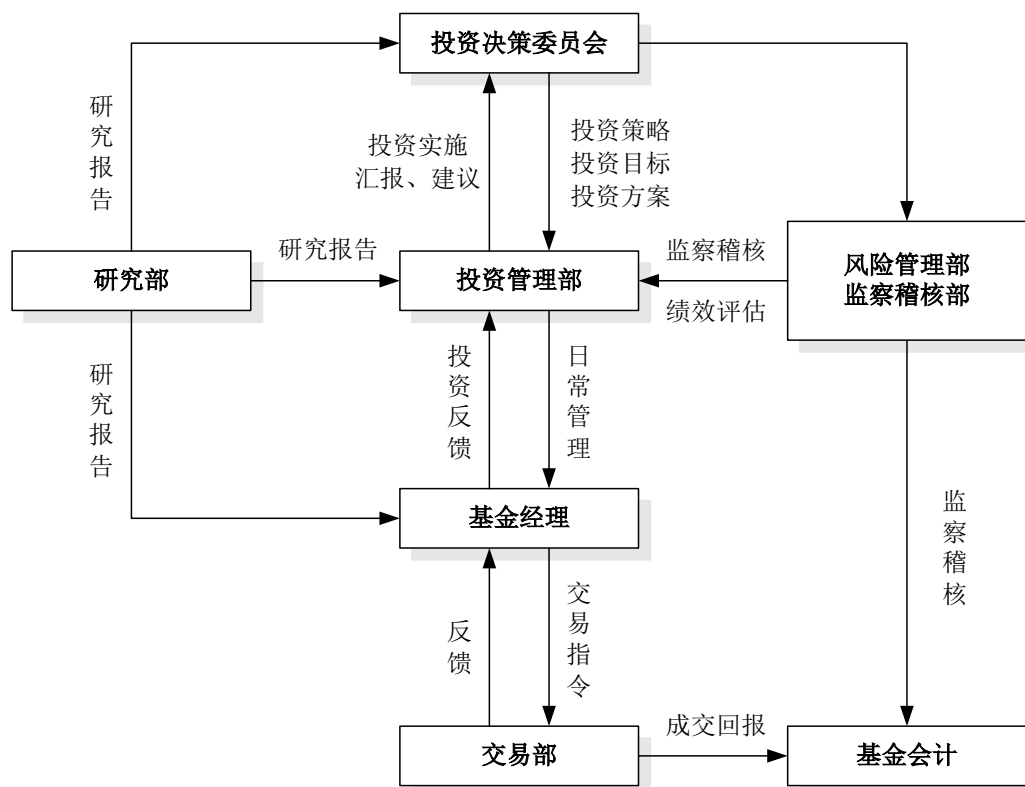 投资决策委员会
研究报告
投资实施
汇报、建议
投资策略
投资目标
投资方案
研究部
研究报告
投资管理部
监察稽核
绩效评估
风险管理部
监察稽核部
研究报告
投资反馈
日常管理
基金经理
监察稽核
反馈
交易指令
交易部
成交回报
基金会计